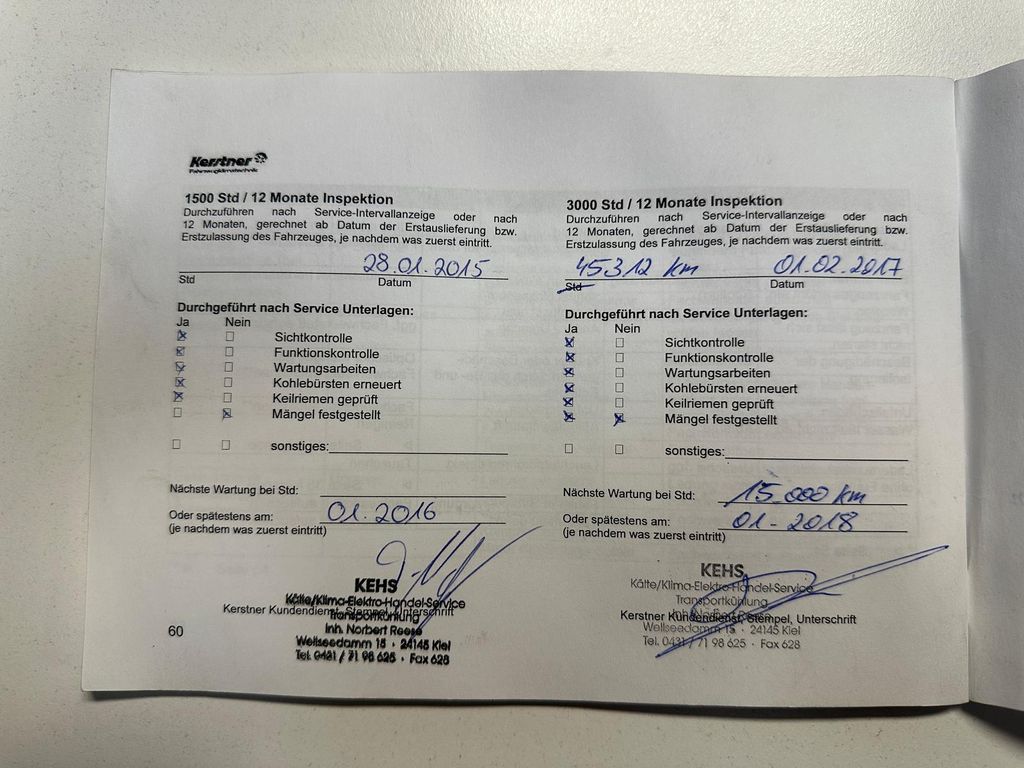 Kerstner
Fahrzeugklimatechnik
1500 Std / 12 Monate Inspektion
Durchzuführen nach Service-Intervallanzeige oder nach
12 Monaten, gerechnet ab Datum der Erstauslieferung bzw.
Erstzulassung des Fahrzeuges, je nachdem was zuerst eintritt.
28.01.2015
Std Datum
Durchgeführt nach Service Unterlagen:
Ja Nein
Sichtkontrolle
Funktionskontrolle
Wartungsarbeiten
Kohlebürsten erneuert
Keilriemen geprüft
Mängel festgestellt
sonstiges:
Nächste Wartung bei Std:
Oder spätestens am: 01.2016
(je nachdem was zuerst eintritt)
KEHS
Kälte/Klima-Elektro-Handel-Service
Kerstner Kundendienst, Stempel, Unterschrift
Transportkühlung
Inh. Norbert Reese
Wellseedamm 15 · 24145 Kiel
Tel. 0431 / 71 98 625 · Fax 628
60
3000 Std / 12 Monate Inspektion
Durchzuführen nach Service-Intervallanzeige oder nach
12 Monaten, gerechnet ab Datum der Erstauslieferung bzw.
Erstzulassung des Fahrzeuges, je nachdem was zuerst eintritt.
45312 km 01.02.2017
Std Datum
Durchgeführt nach Service Unterlagen:
Ja Nein
Sichtkontrolle
Funktionskontrolle
Wartungsarbeiten
Kohlebürsten erneuert
Keilriemen geprüft
Mängel festgestellt
sonstiges:
Nächste Wartung bei Std: 15.000 km
Oder spätestens am: 01-2018
(je nachdem was zuerst eintritt)
KEHS
Kälte/Klima-Elektro-Handel-Service
Transportkühlung
Inh. Norbert Reese
Kerstner Kundendienst, Stempel, Unterschrift
Wellseedamm 15 · 24145 Kiel
Tel. 0431 / 71 98 625 · Fax 628